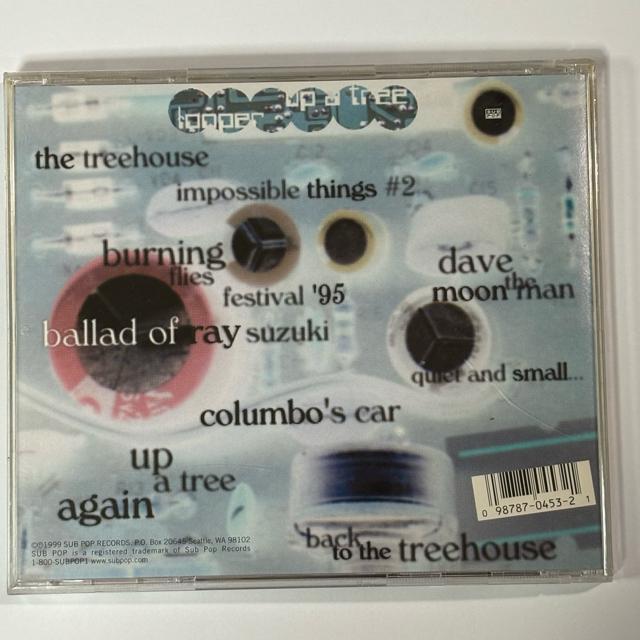 up a tree
looper
SUB POP
the treehouse
impossible things #2
burning
flies
festival '95
dave
the
moon man
ballad of ray suzuki
quiet and small...
columbo's car
up
a tree
again
back
to the treehouse
0 98787-0453-2 1
©℗1999 SUB POP RECORDS, P.O. Box 20645 Seattle, WA 98102
SUB POP is a registered trademark of Sub Pop Records
1-800-SUBPOP1 www.subpop.com